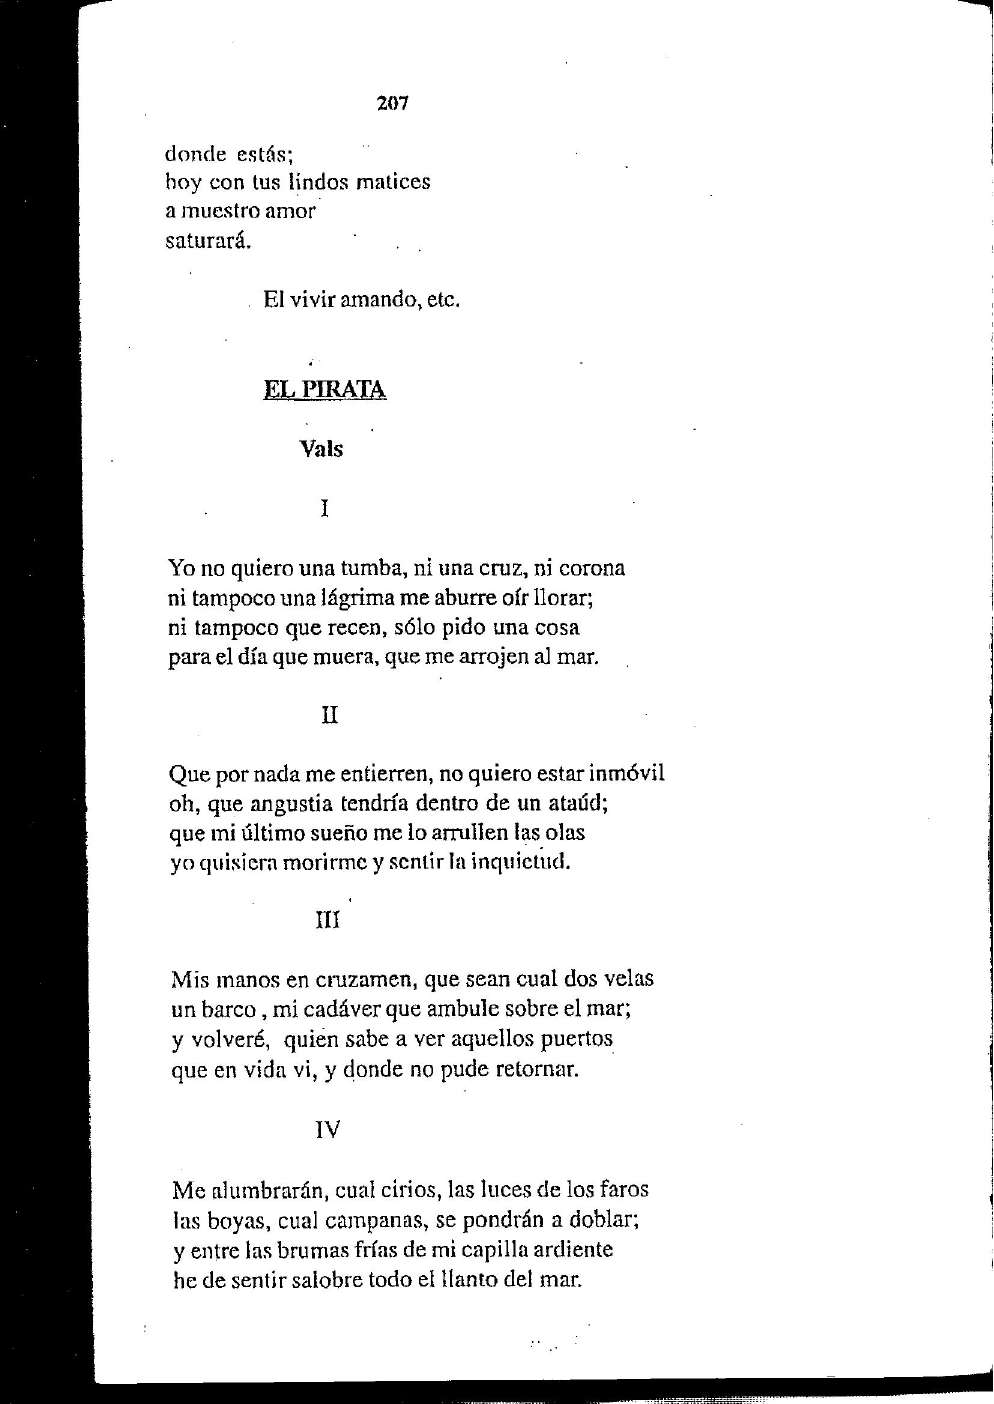 207
donde estás;
hoy con tus lindos matices
a muestro amor
saturará.
El vivir amando, etc.
EL PIRATA
Vals
I
Yo no quiero una tumba, ni una cruz, ni corona
ni tampoco una lágrima me aburre oír llorar;
ni tampoco que recen, sólo pido una cosa
para el día que muera, que me arrojen al mar.
II
Que por nada me entierren, no quiero estar inmóvil
oh, que angustia tendría dentro de un ataúd;
que mi último sueño me lo arrullen las olas
yo quisiera morirme y sentir la inquietud.
III
Mis manos en cruzamen, que sean cual dos velas
un barco , mi cadáver que ambule sobre el mar;
y volveré, quien sabe a ver aquellos puertos
que en vida vi, y donde no pude retornar.
IV
Me alumbrarán, cual cirios, las luces de los faros
las boyas, cual campanas, se pondrán a doblar;
y entre las brumas frías de mi capilla ardiente
he de sentir salobre todo el llanto del mar.